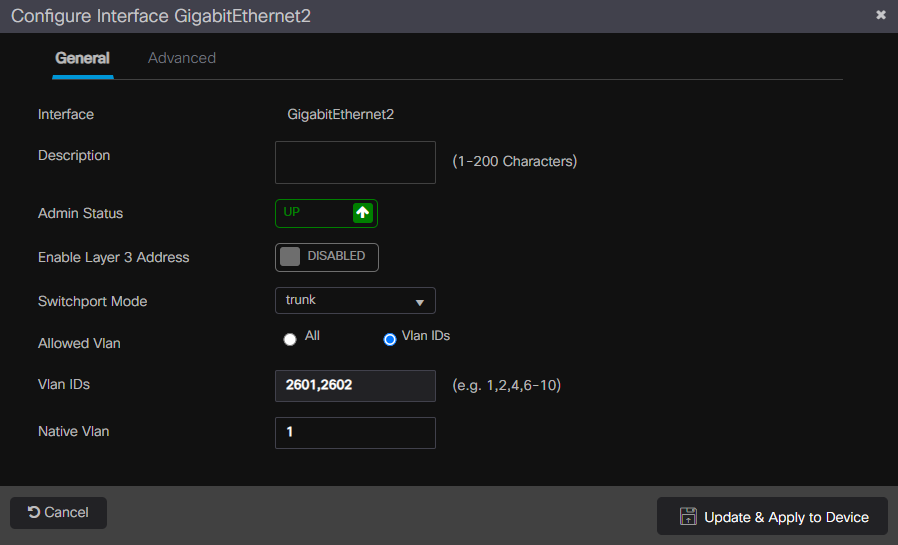 Configure Interface GigabitEthernet2
General Advanced
Interface GigabitEthernet2
Description (1-200 Characters)
Admin Status UP
Enable Layer 3 Address DISABLED
Switchport Mode trunk
Allowed Vlan All Vlan IDs
Vlan IDs 2601,2602 (e.g. 1,2,4,6-10)
Native Vlan 1
Cancel Update & Apply to Device